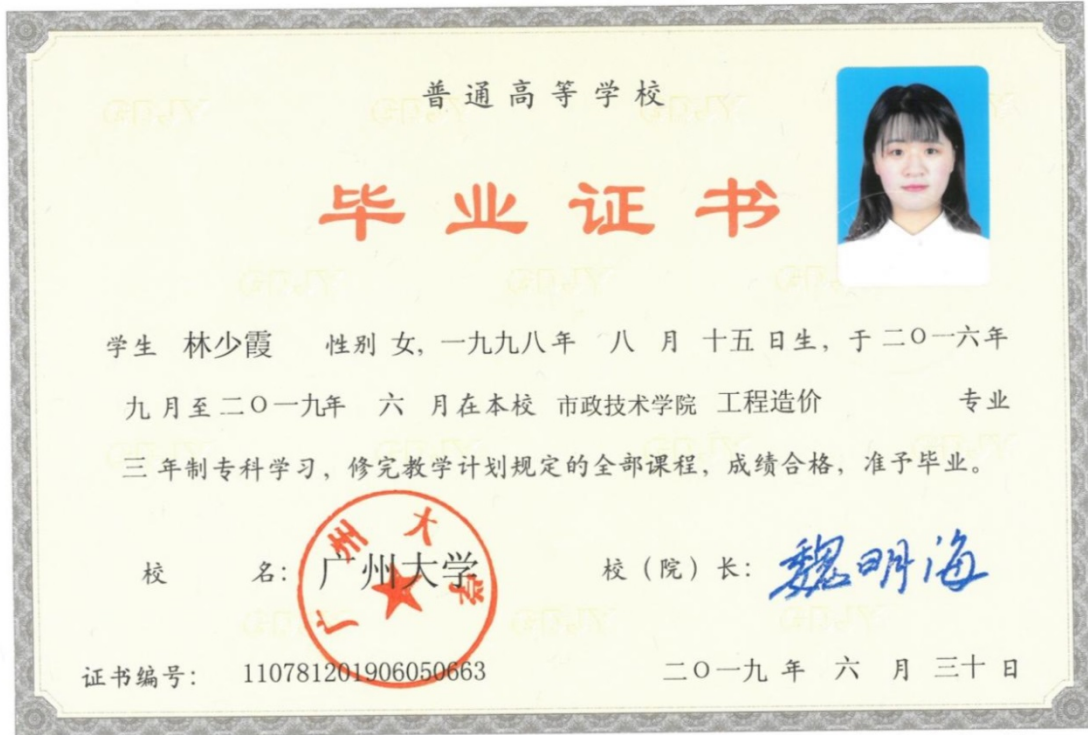 普通高等学校
毕业证书
学生 林少霞 性别 女, 一九九八年 八 月 十五 日生, 于 二〇一六年
九 月至 二〇一九年 六 月在本校 市政技术学院 工程造价 专业
三 年制专科学习, 修完教学计划规定的全部课程, 成绩合格, 准予毕业。
校 名: 广州大学
广州大学
校(院)长: 魏明海
证书编号: 110781201906050663
二〇一九 年 六 月 三十 日